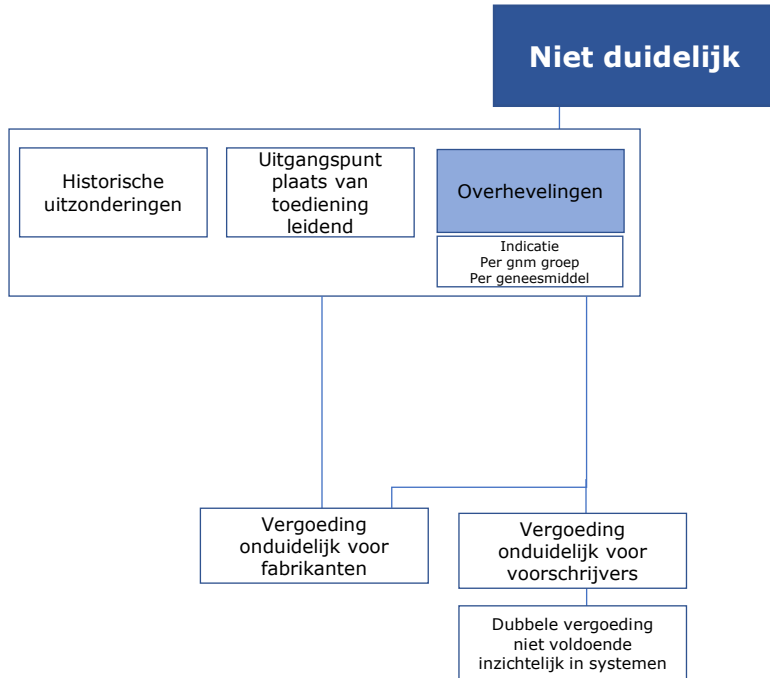 Niet duidelijk
Historische
uitzonderingen
Uitgangspunt
plaats van
toediening
leidend
Overhevelingen
Indicatie
Per gnm groep
Per geneesmiddel
Vergoeding
onduidelijk voor
fabrikanten
Vergoeding
onduidelijk voor
voorschrijvers
Dubbele vergoeding
niet voldoende
inzichtelijk in systemen